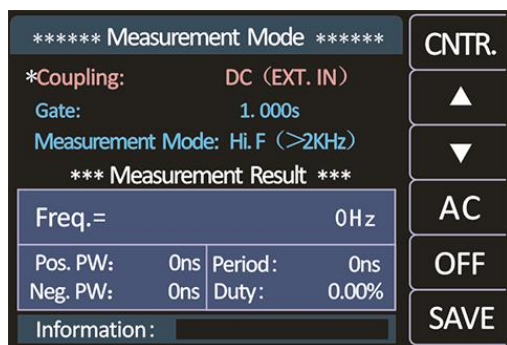 ****** Measurement Mode ******
CNTR.
*Coupling: DC (EXT. IN)
▲
Gate: 1.000s
Measurement Mode: Hi.F (>2KHz)
▼
*** Measurement Result ***
Freq.= 0Hz
AC
Pos. PW: 0ns Period: 0ns
OFF
Neg. PW: 0ns Duty: 0.00%
Information:
SAVE